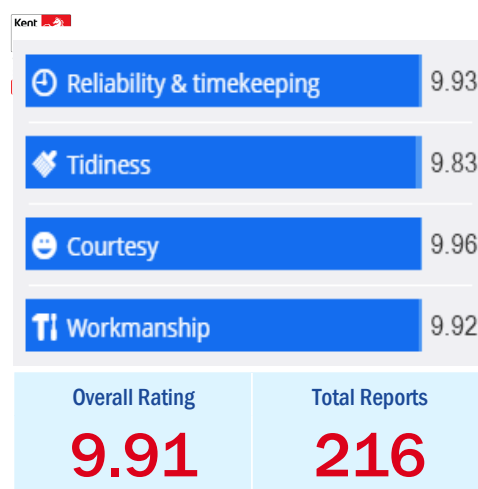 Kent
Reliability & timekeeping 9.93
Tidiness 9.83
Courtesy 9.96
Workmanship 9.92
Overall Rating Total Reports
9.91 216